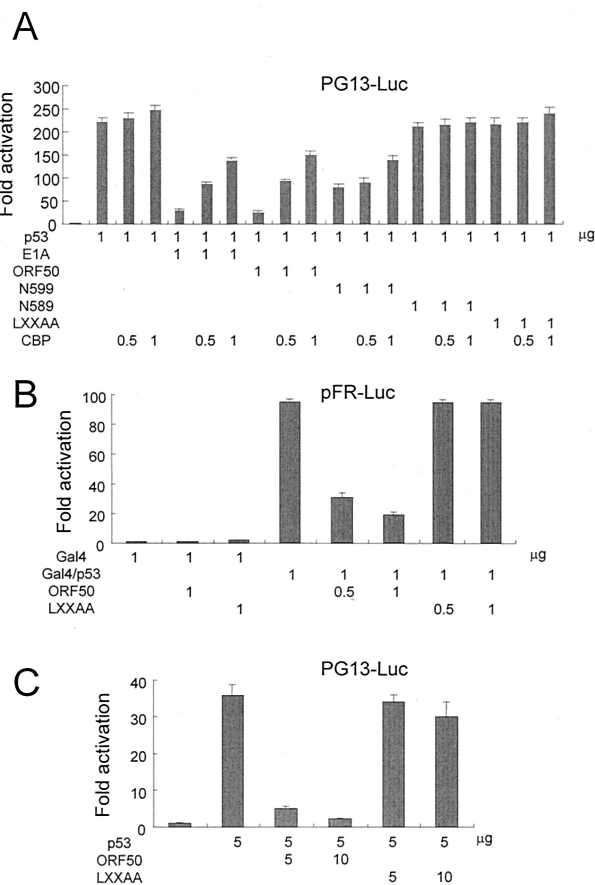 A
PG13-Luc
Fold activation
300
250
200
150
100
50
0
p53 1 1 1 1 1 1 1 1 1 1 1 1 1 1 1 1 1 1 µg
E1A 1 1 1
ORF50 1 1 1
N599 1 1 1
N589 1 1 1
LXXAA 1 1 1
CBP 0.5 1 0.5 1 0.5 1 0.5 1 0.5 1 0.5 1
B
pFR-Luc
Fold activation
100
80
60
40
20
0
Gal4 1 1 1 µg
Gal4/p53 1 1 1 1 1
ORF50 1 0.5 1
LXXAA 1 0.5 1
C
PG13-Luc
Fold activation
40
30
20
10
0
p53 5 5 5 5 5 µg
ORF50 5 10
LXXAA 5 10